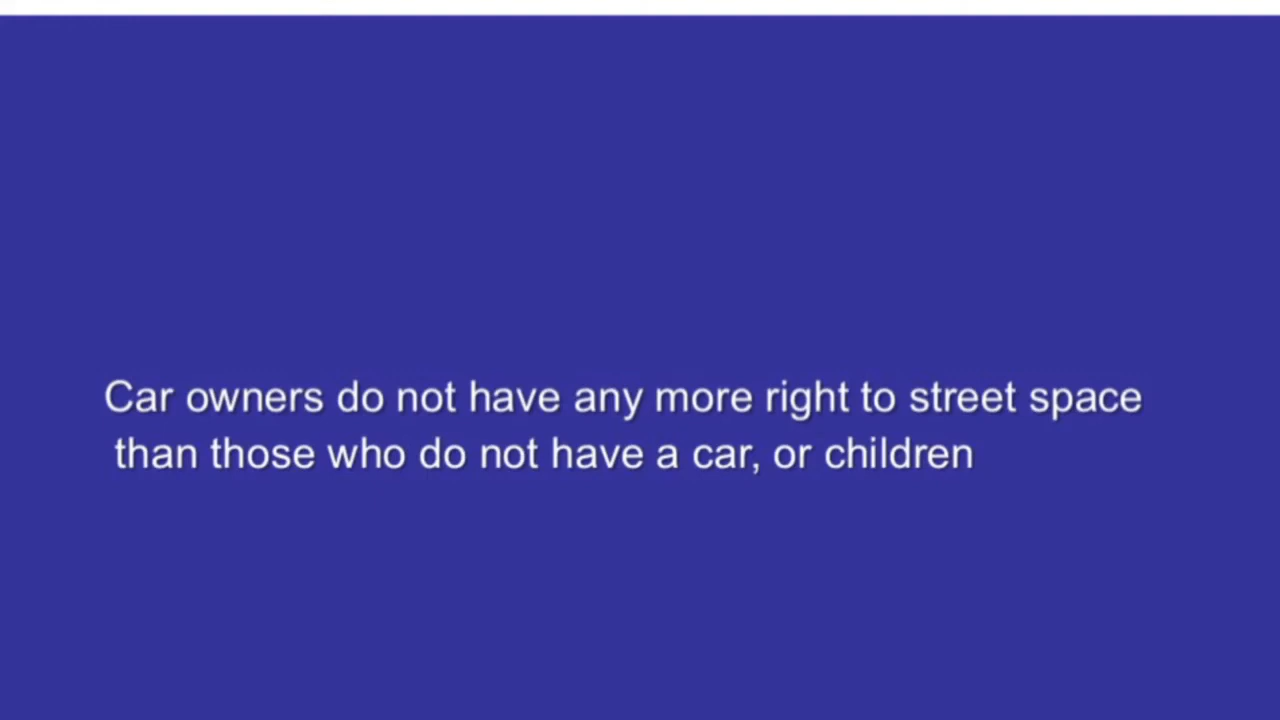 Car owners do not have any more right to street space
than those who do not have a car, or children